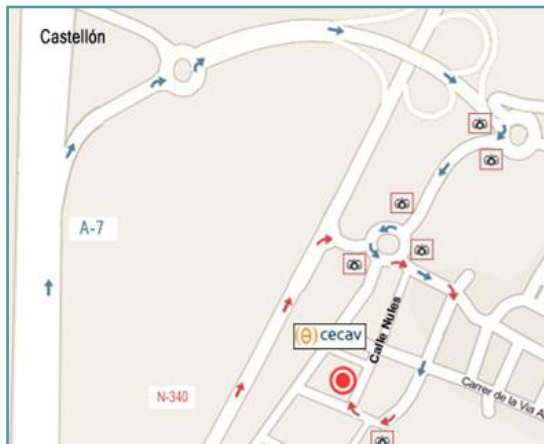 Castellón
A-7
(θ) cecav
Calle Nules
N-340
Carrer de la Via A